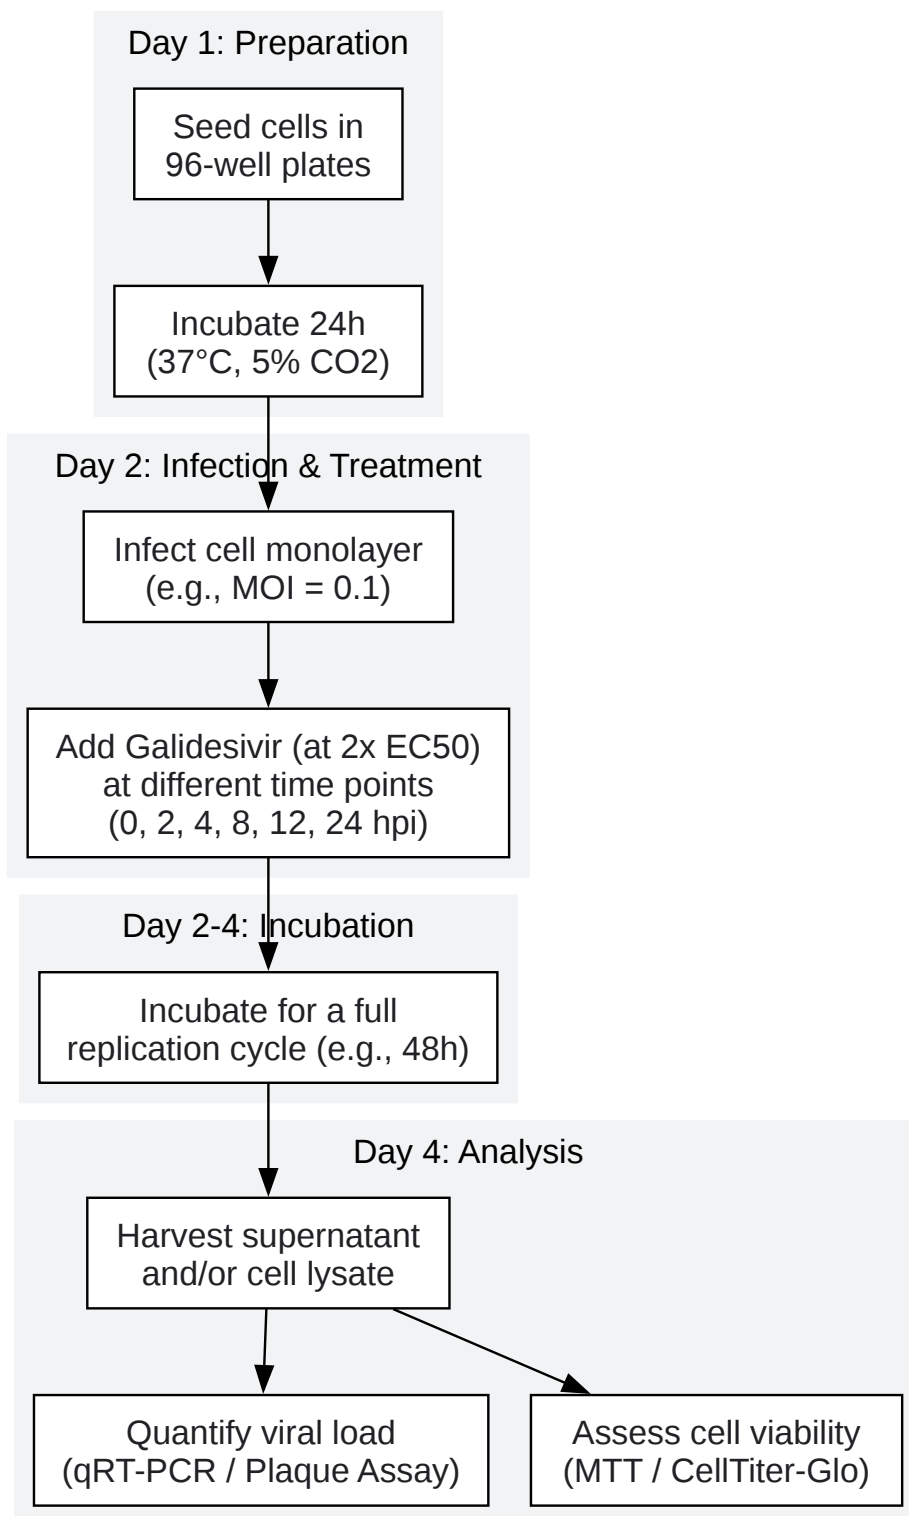 Day 1: Preparation
Seed cells in
96-well plates
Incubate 24h
(37°C, 5% CO2)
Day 2: Infection & Treatment
Infect cell monolayer
(e.g., MOI = 0.1)
Add Galidesivir (at 2x EC50)
at different time points
(0, 2, 4, 8, 12, 24 hpi)
Day 2-4: Incubation
Incubate for a full
replication cycle (e.g., 48h)
Day 4: Analysis
Harvest supernatant
and/or cell lysate
Quantify viral load
(qRT-PCR / Plaque Assay)
Assess cell viability
(MTT / CellTiter-Glo)